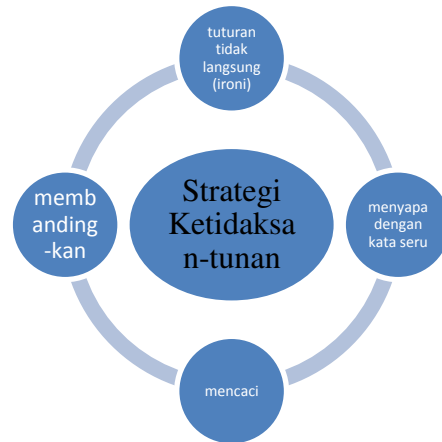 tuturan
tidak
langsung
(ironi)
memb
anding
-kan
Strategi
Ketidaksa
n-tunan
menyapa
dengan
kata seru
mencaci